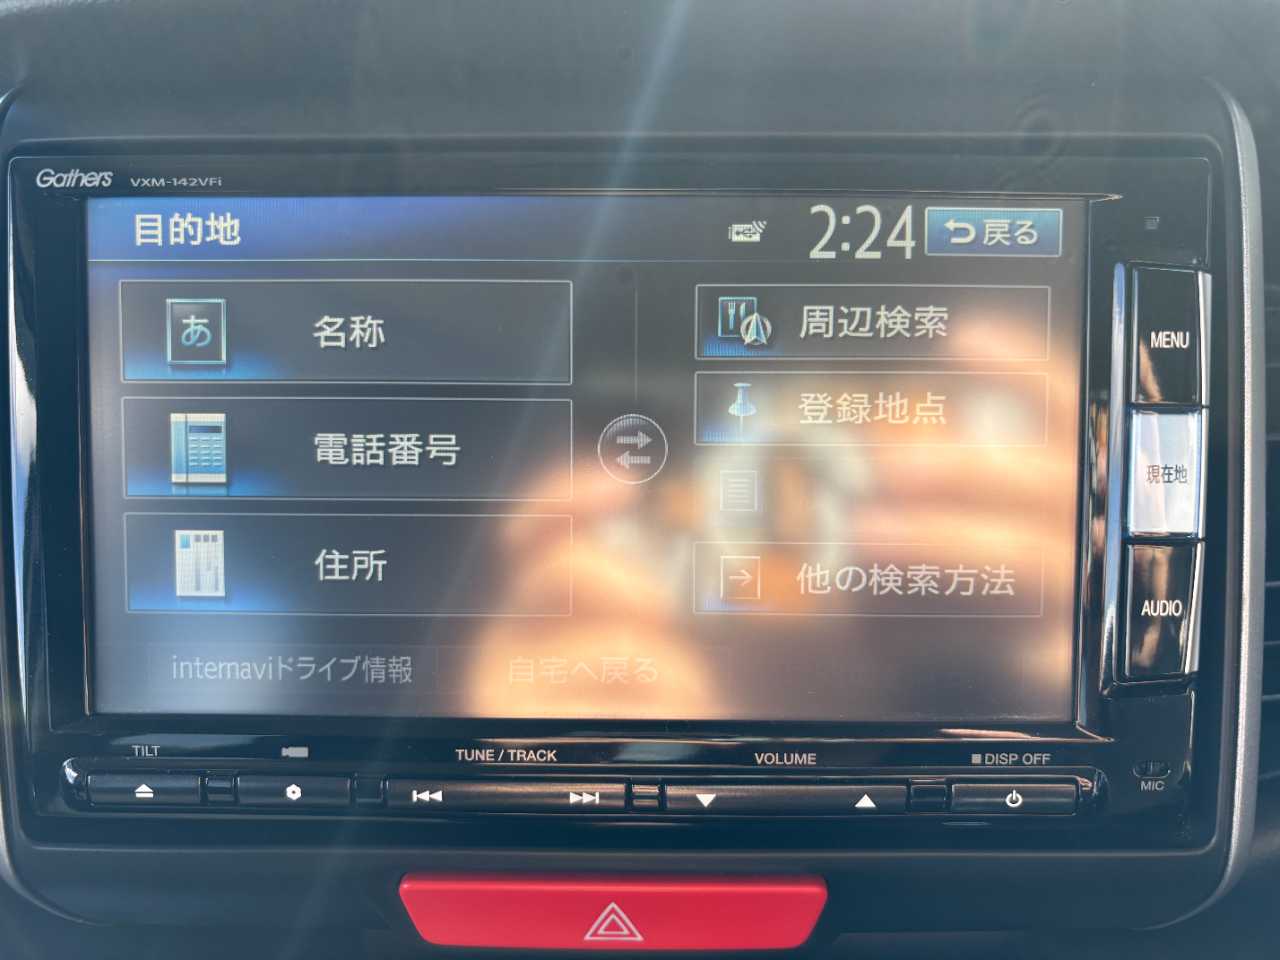 Gathers VXM-142VFi
目的地 2:24 戻る
あ 名称
周辺検索
MENU
電話番号
登録地点
現在地
住所
他の検索方法
AUDIO
internaviドライブ情報
自宅へ戻る
TILT TUNE / TRACK VOLUME DISP OFF
MIC